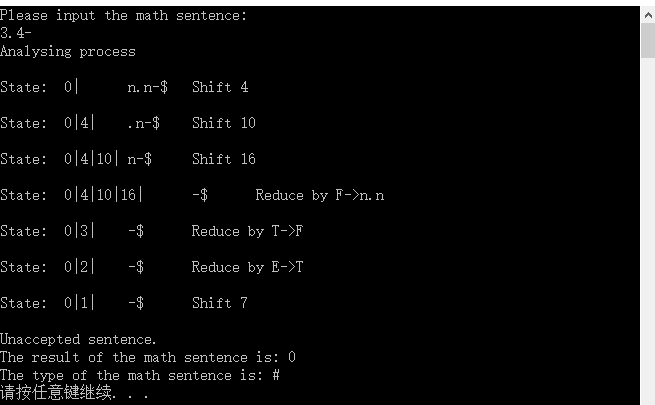 Please input the math sentence:
3.4-
Analysing process
State:  0|      n.n-$   Shift 4
State:  0|4|    .n-$    Shift 10
State:  0|4|10| n-$     Shift 16
State:  0|4|10|16|      -$      Reduce by F->n.n
State:  0|3|    -$      Reduce by T->F
State:  0|2|    -$      Reduce by E->T
State:  0|1|    -$      Shift 7
Unaccepted sentence.
The result of the math sentence is: 0
The type of the math sentence is: #
请按任意键继续. . .